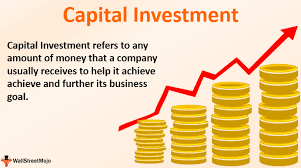 Capital Investment
Capital Investment refers to any
amount of money that a company
usually receives to help it achieve
achieve and further its business
goal.
WallStreetMojo